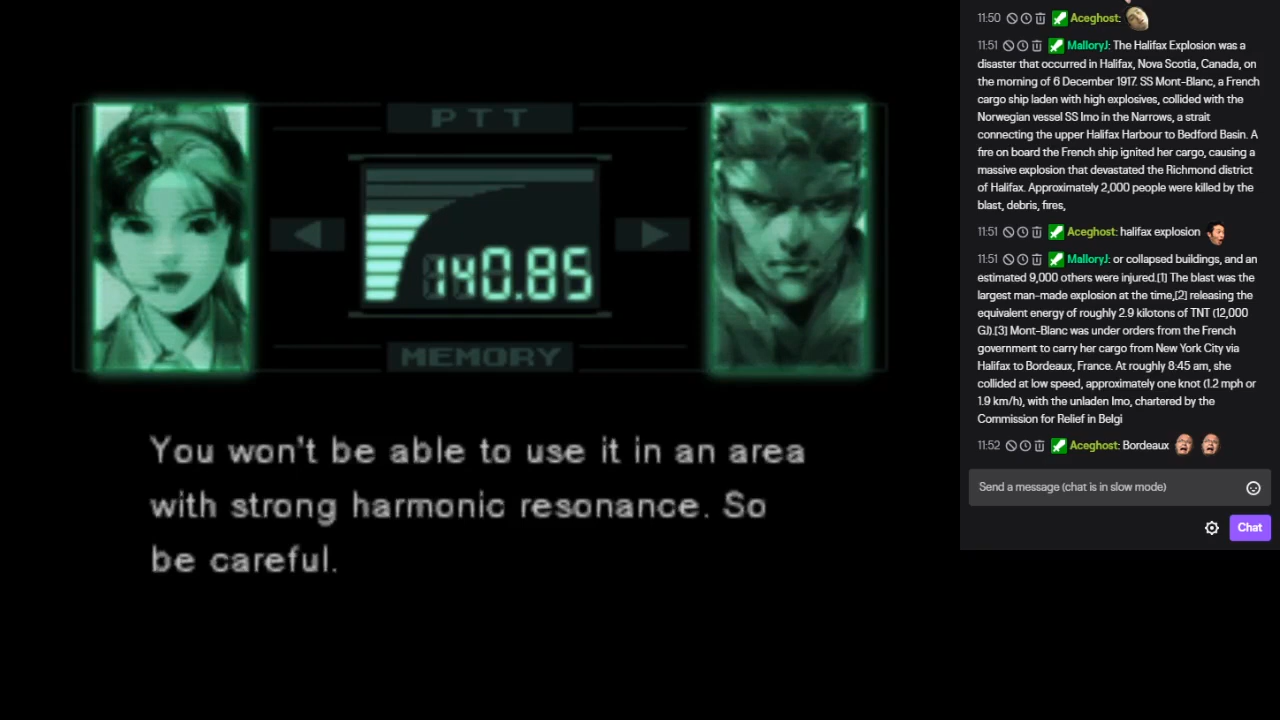 PTT
140.85
MEMORY
You won't be able to use it in an area
with strong harmonic resonance. So
be careful.
11:50 Aceghost:
11:51 MalloryJ: The Halifax Explosion was a
disaster that occurred in Halifax, Nova Scotia, Canada, on
the morning of 6 December 1917. SS Mont-Blanc, a French
cargo ship laden with high explosives, collided with the
Norwegian vessel SS Imo in the Narrows, a strait
connecting the upper Halifax Harbour to Bedford Basin. A
fire on board the French ship ignited her cargo, causing a
massive explosion that devastated the Richmond district
of Halifax. Approximately 2,000 people were killed by the
blast, debris, fires,
11:51 Aceghost: halifax explosion
11:51 MalloryJ: or collapsed buildings, and an
estimated 9,000 others were injured.[1] The blast was the
largest man-made explosion at the time,[2] releasing the
equivalent energy of roughly 2.9 kilotons of TNT (12,000
GJ).[3] Mont-Blanc was under orders from the French
government to carry her cargo from New York City via
Halifax to Bordeaux, France. At roughly 8:45 am, she
collided at low speed, approximately one knot (1.2 mph or
1.9 km/h), with the unladen Imo, chartered by the
Commission for Relief in Belgi
11:52 Aceghost: Bordeaux
Send a message (chat is in slow mode)
Chat